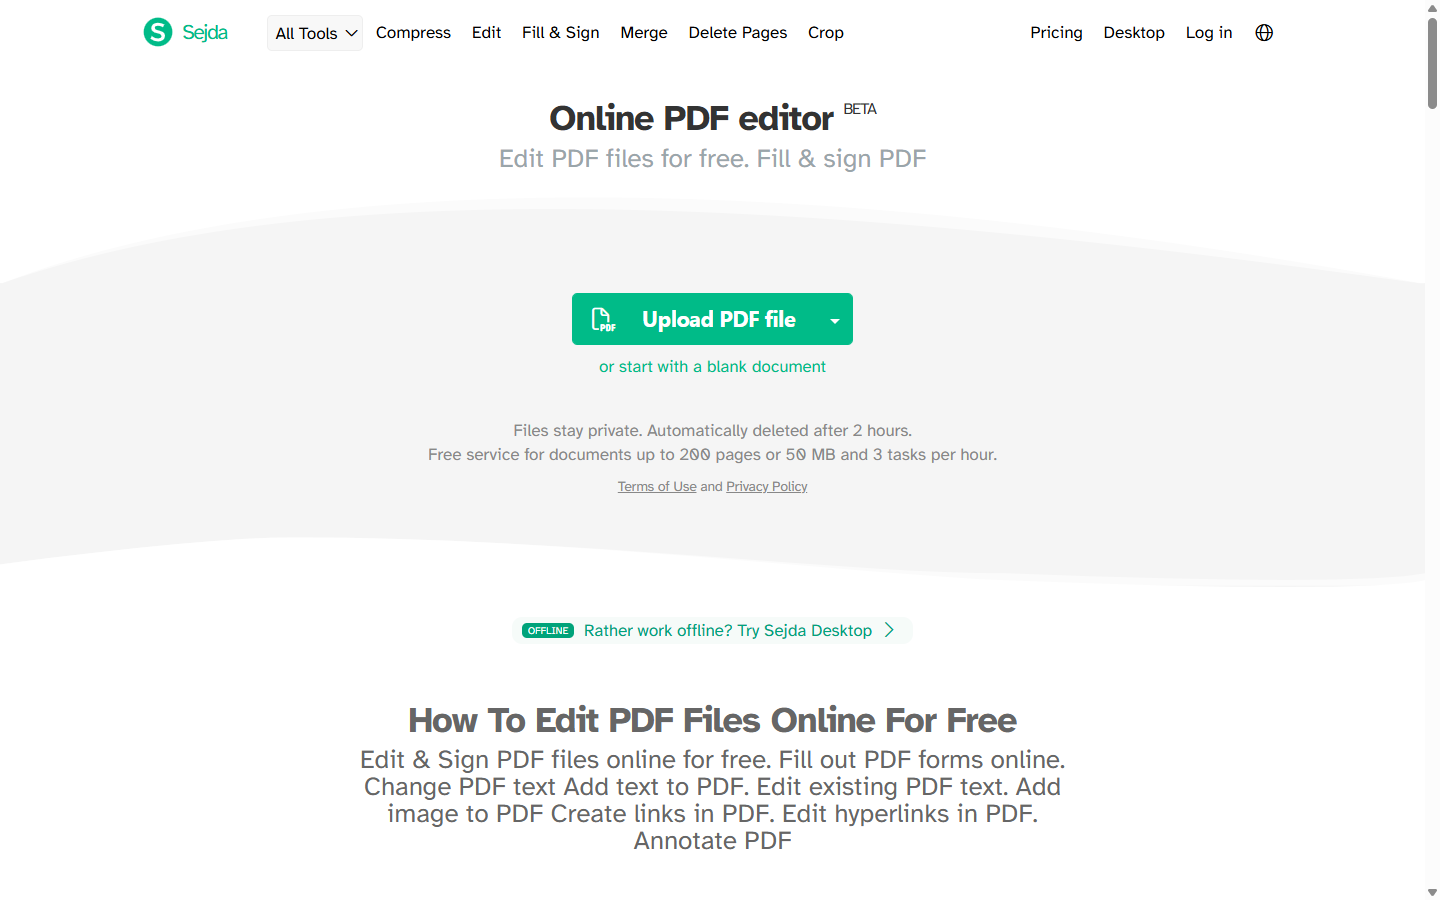 Sejda
All Tools Compress Edit Fill & Sign Merge Delete Pages Crop Pricing Desktop Log in
Online PDF editor BETA
Edit PDF files for free. Fill & sign PDF
PDF Upload PDF file
or start with a blank document
Files stay private. Automatically deleted after 2 hours.
Free service for documents up to 200 pages or 50 MB and 3 tasks per hour.
Terms of Use and Privacy Policy
OFFLINE Rather work offline? Try Sejda Desktop
How To Edit PDF Files Online For Free
Edit & Sign PDF files online for free. Fill out PDF forms online.
Change PDF text Add text to PDF. Edit existing PDF text. Add
image to PDF Create links in PDF. Edit hyperlinks in PDF.
Annotate PDF